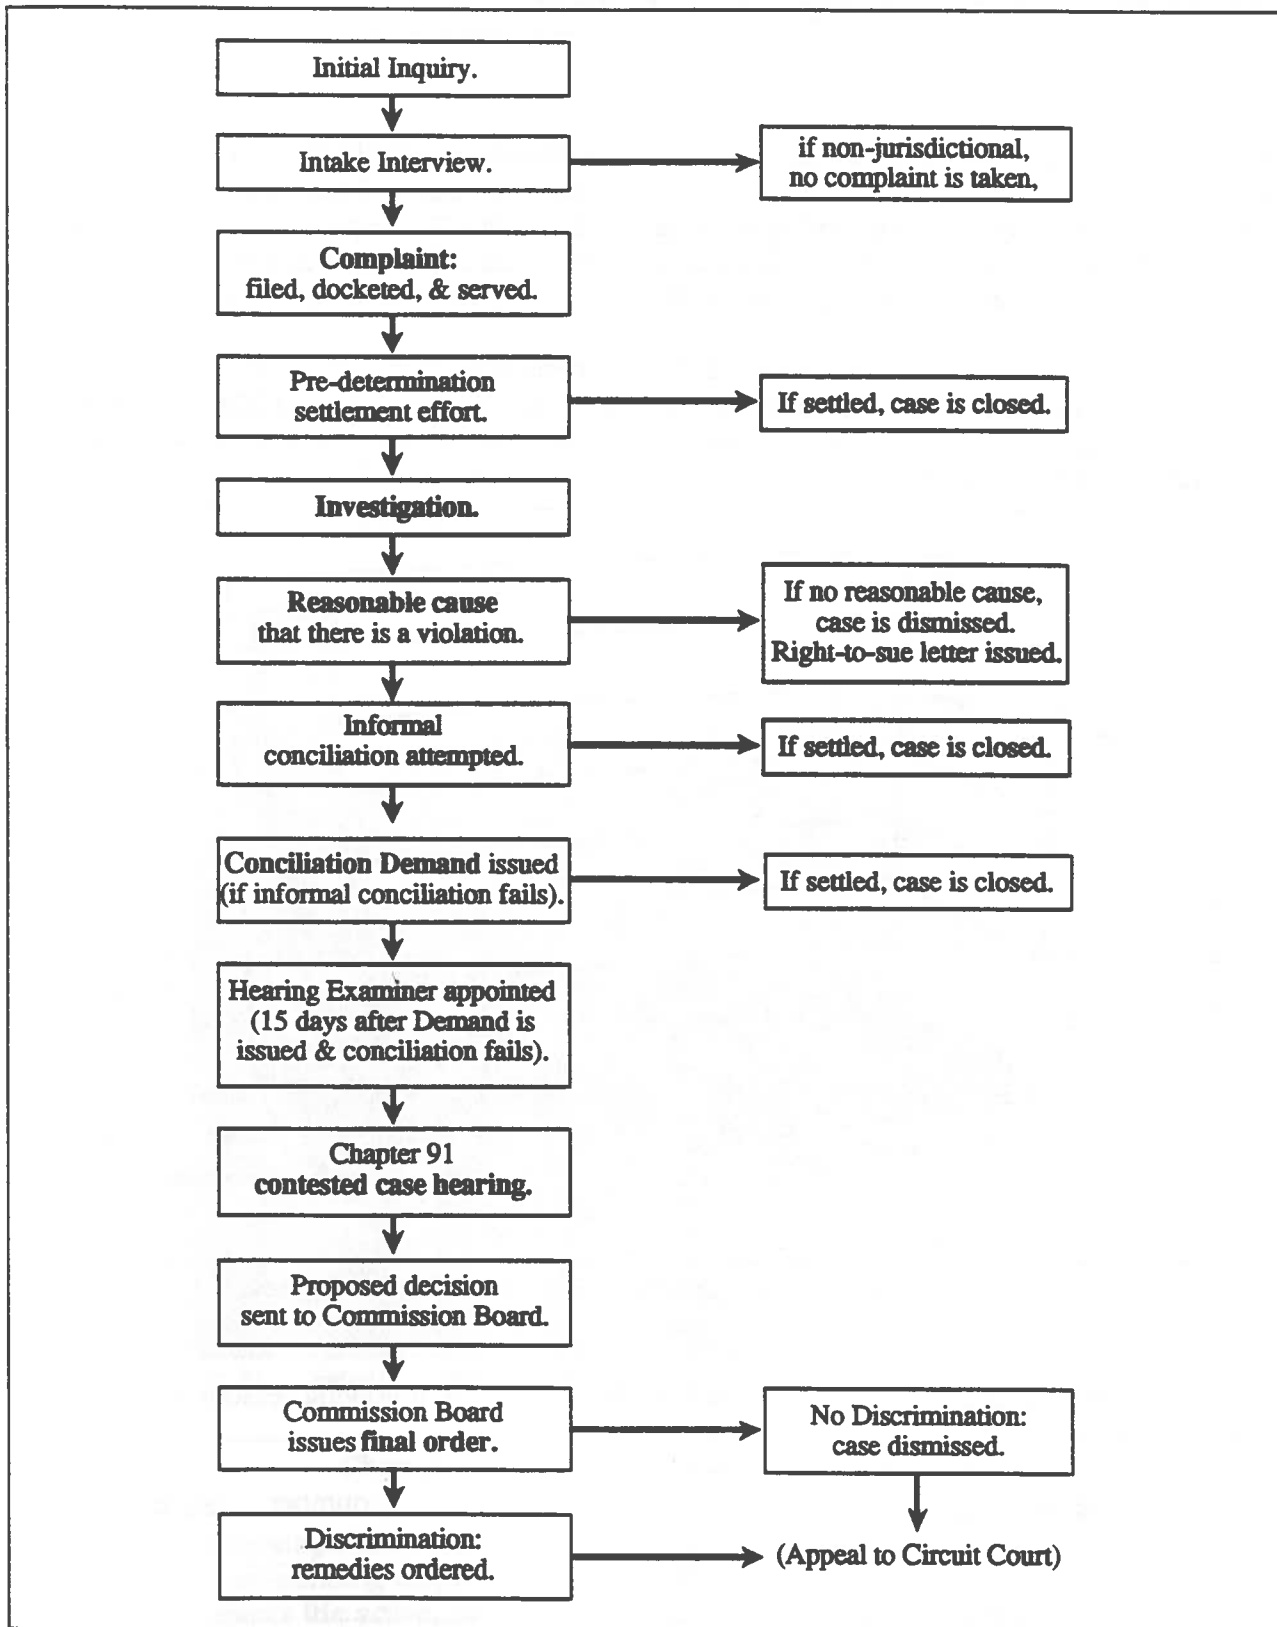 Initial Inquiry.
Intake Interview.
if non-jurisdictional,
no complaint is taken,
Complaint:
filed, docketed, & served.
Pre-determination
settlement effort.
If settled, case is closed.
Investigation.
Reasonable cause
that there is a violation.
If no reasonable cause,
case is dismissed.
Right-to-sue letter issued.
Informal
conciliation attempted.
If settled, case is closed.
Conciliation Demand issued
(if informal conciliation fails).
If settled, case is closed.
Hearing Examiner appointed
(15 days after Demand is
issued & conciliation fails).
Chapter 91
contested case hearing.
Proposed decision
sent to Commission Board.
Commission Board
issues final order.
No Discrimination:
case dismissed.
Discrimination:
remedies ordered.
(Appeal to Circuit Court)